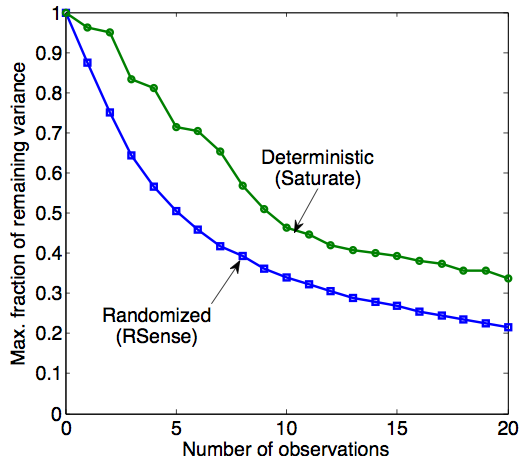 Max. fraction of remaining variance
1
0.9
0.8
0.7
0.6
0.5
0.4
0.3
0.2
0.1
0
Deterministic
(Saturate)
Randomized
(RSense)
0 5 10 15 20
Number of observations